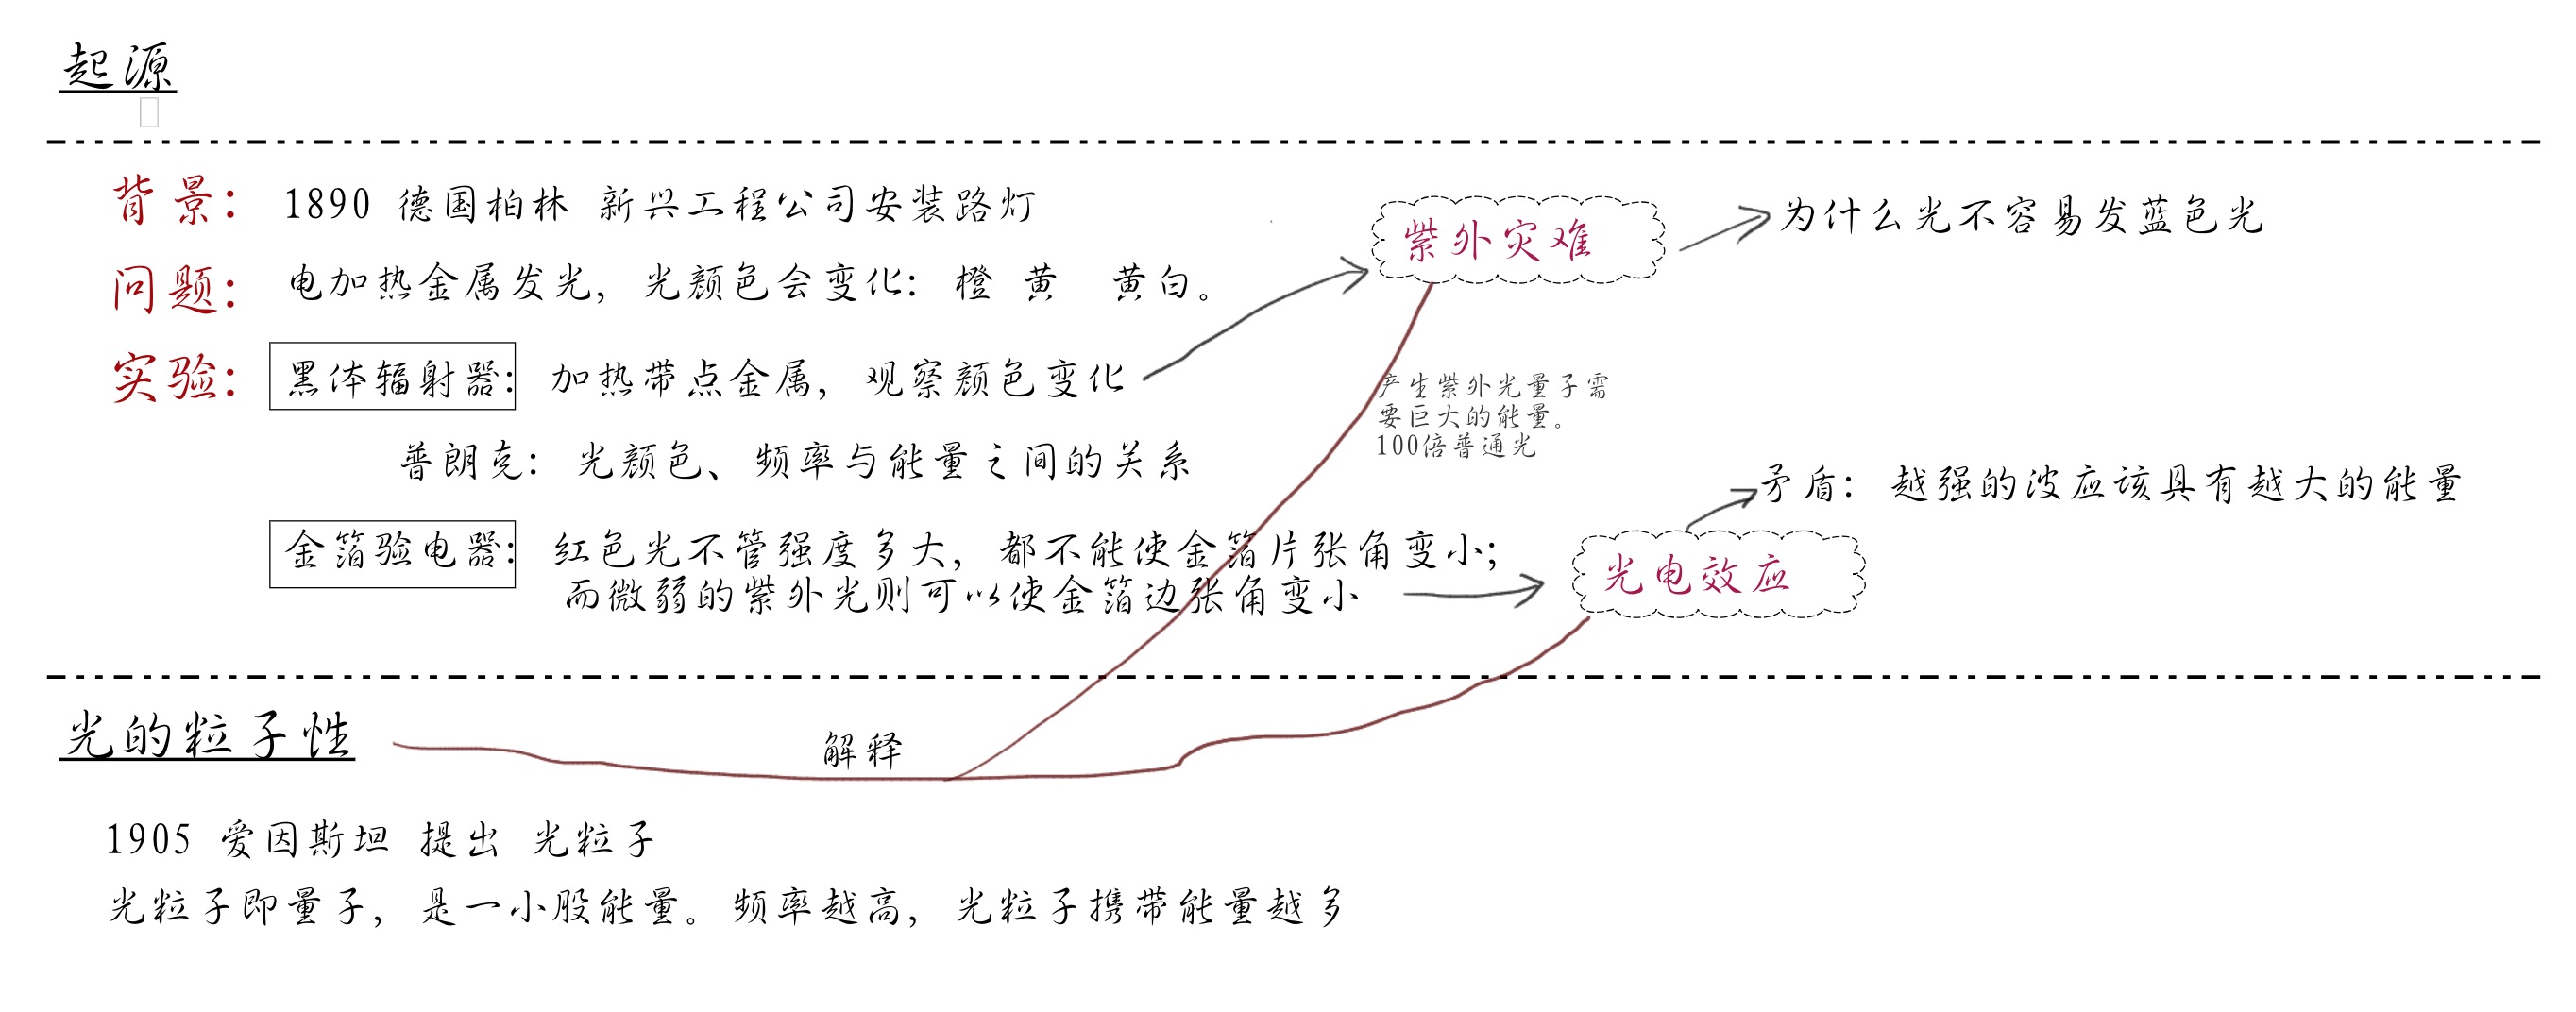 起源
背景： 1890 德国柏林 新兴工程公司安装路灯
问题： 电加热金属发光，光颜色会变化：橙 黄 黄白。
实验： 黑体辐射器： 加热带点金属，观察颜色变化
紫外灾难
为什么光不容易发蓝色光
产生紫外光量子需
要巨大的能量。
100倍普通光
普朗克：光颜色、频率与能量之间的关系
金箔验电器： 红色光不管强度多大，都不能使金箔片张角变小；
而微弱的紫外光则可以使金箔边张角变小
光电效应
矛盾：越强的波应该具有越大的能量
光的粒子性
解释
1905 爱因斯坦 提出 光粒子
光粒子即量子，是一小股能量。频率越高，光粒子携带能量越多